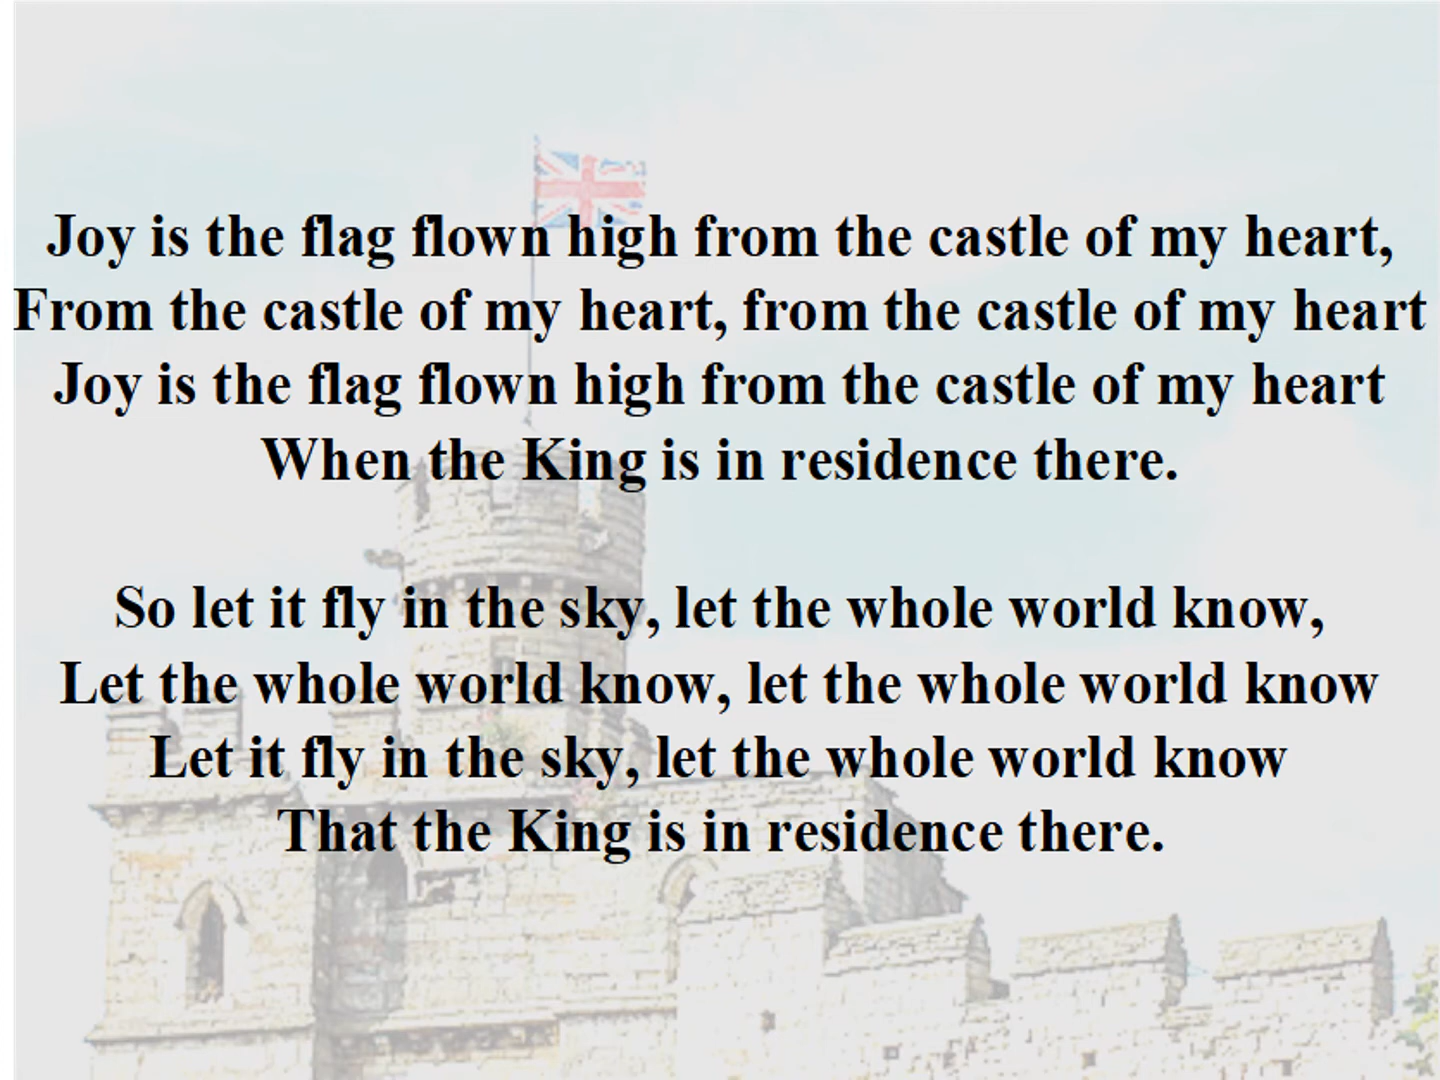 Joy is the flag flown high from the castle of my heart,
From the castle of my heart, from the castle of my heart
Joy is the flag flown high from the castle of my heart
When the King is in residence there.
So let it fly in the sky, let the whole world know,
Let the whole world know, let the whole world know
Let it fly in the sky, let the whole world know
That the King is in residence there.